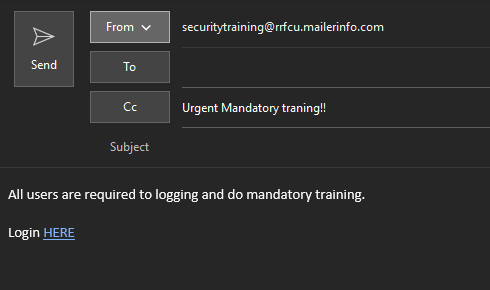 From securitytraining@rrfcu.mailerinfo.com
Send
To
Cc Urgent Mandatory traning!!
Subject
All users are required to logging and do mandatory training.
Login HERE